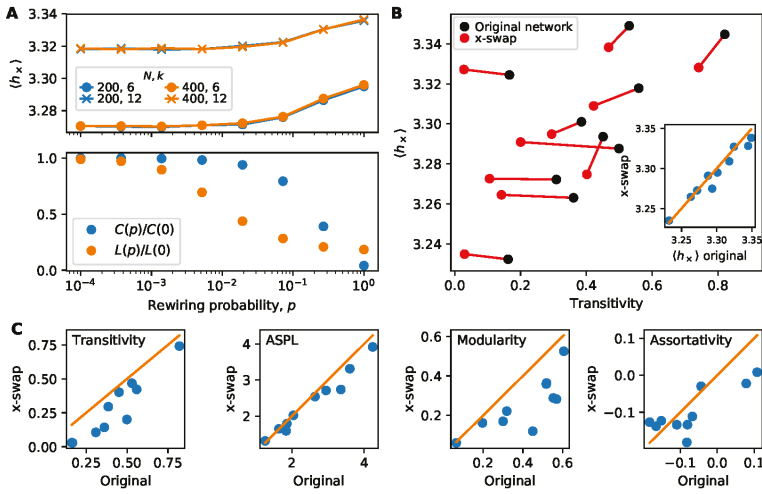 A
⟨h×⟩
3.34
3.32
3.30
3.28
N, k
200, 6
400, 6
200, 12
400, 12
1.0
0.5
0.0
C(p)/C(0)
L(p)/L(0)
10⁻⁴
10⁻³
10⁻²
10⁻¹
10⁰
Rewiring probability, p
B
⟨h×⟩
3.34
3.32
3.30
3.28
3.26
3.24
Original network
x-swap
x-swap
3.35
3.30
3.25
3.25
3.30
3.35
⟨h×⟩ original
0.0
0.2
0.4
0.6
0.8
Transitivity
C
Transitivity
x-swap
0.75
0.50
0.25
0.00
0.25
0.50
0.75
Original
ASPL
x-swap
4
3
2
2
4
Original
Modularity
x-swap
0.6
0.4
0.2
0.0
0.2
0.4
0.6
Original
Assortativity
x-swap
0.1
0.0
−0.1
−0.1
0.0
0.1
Original